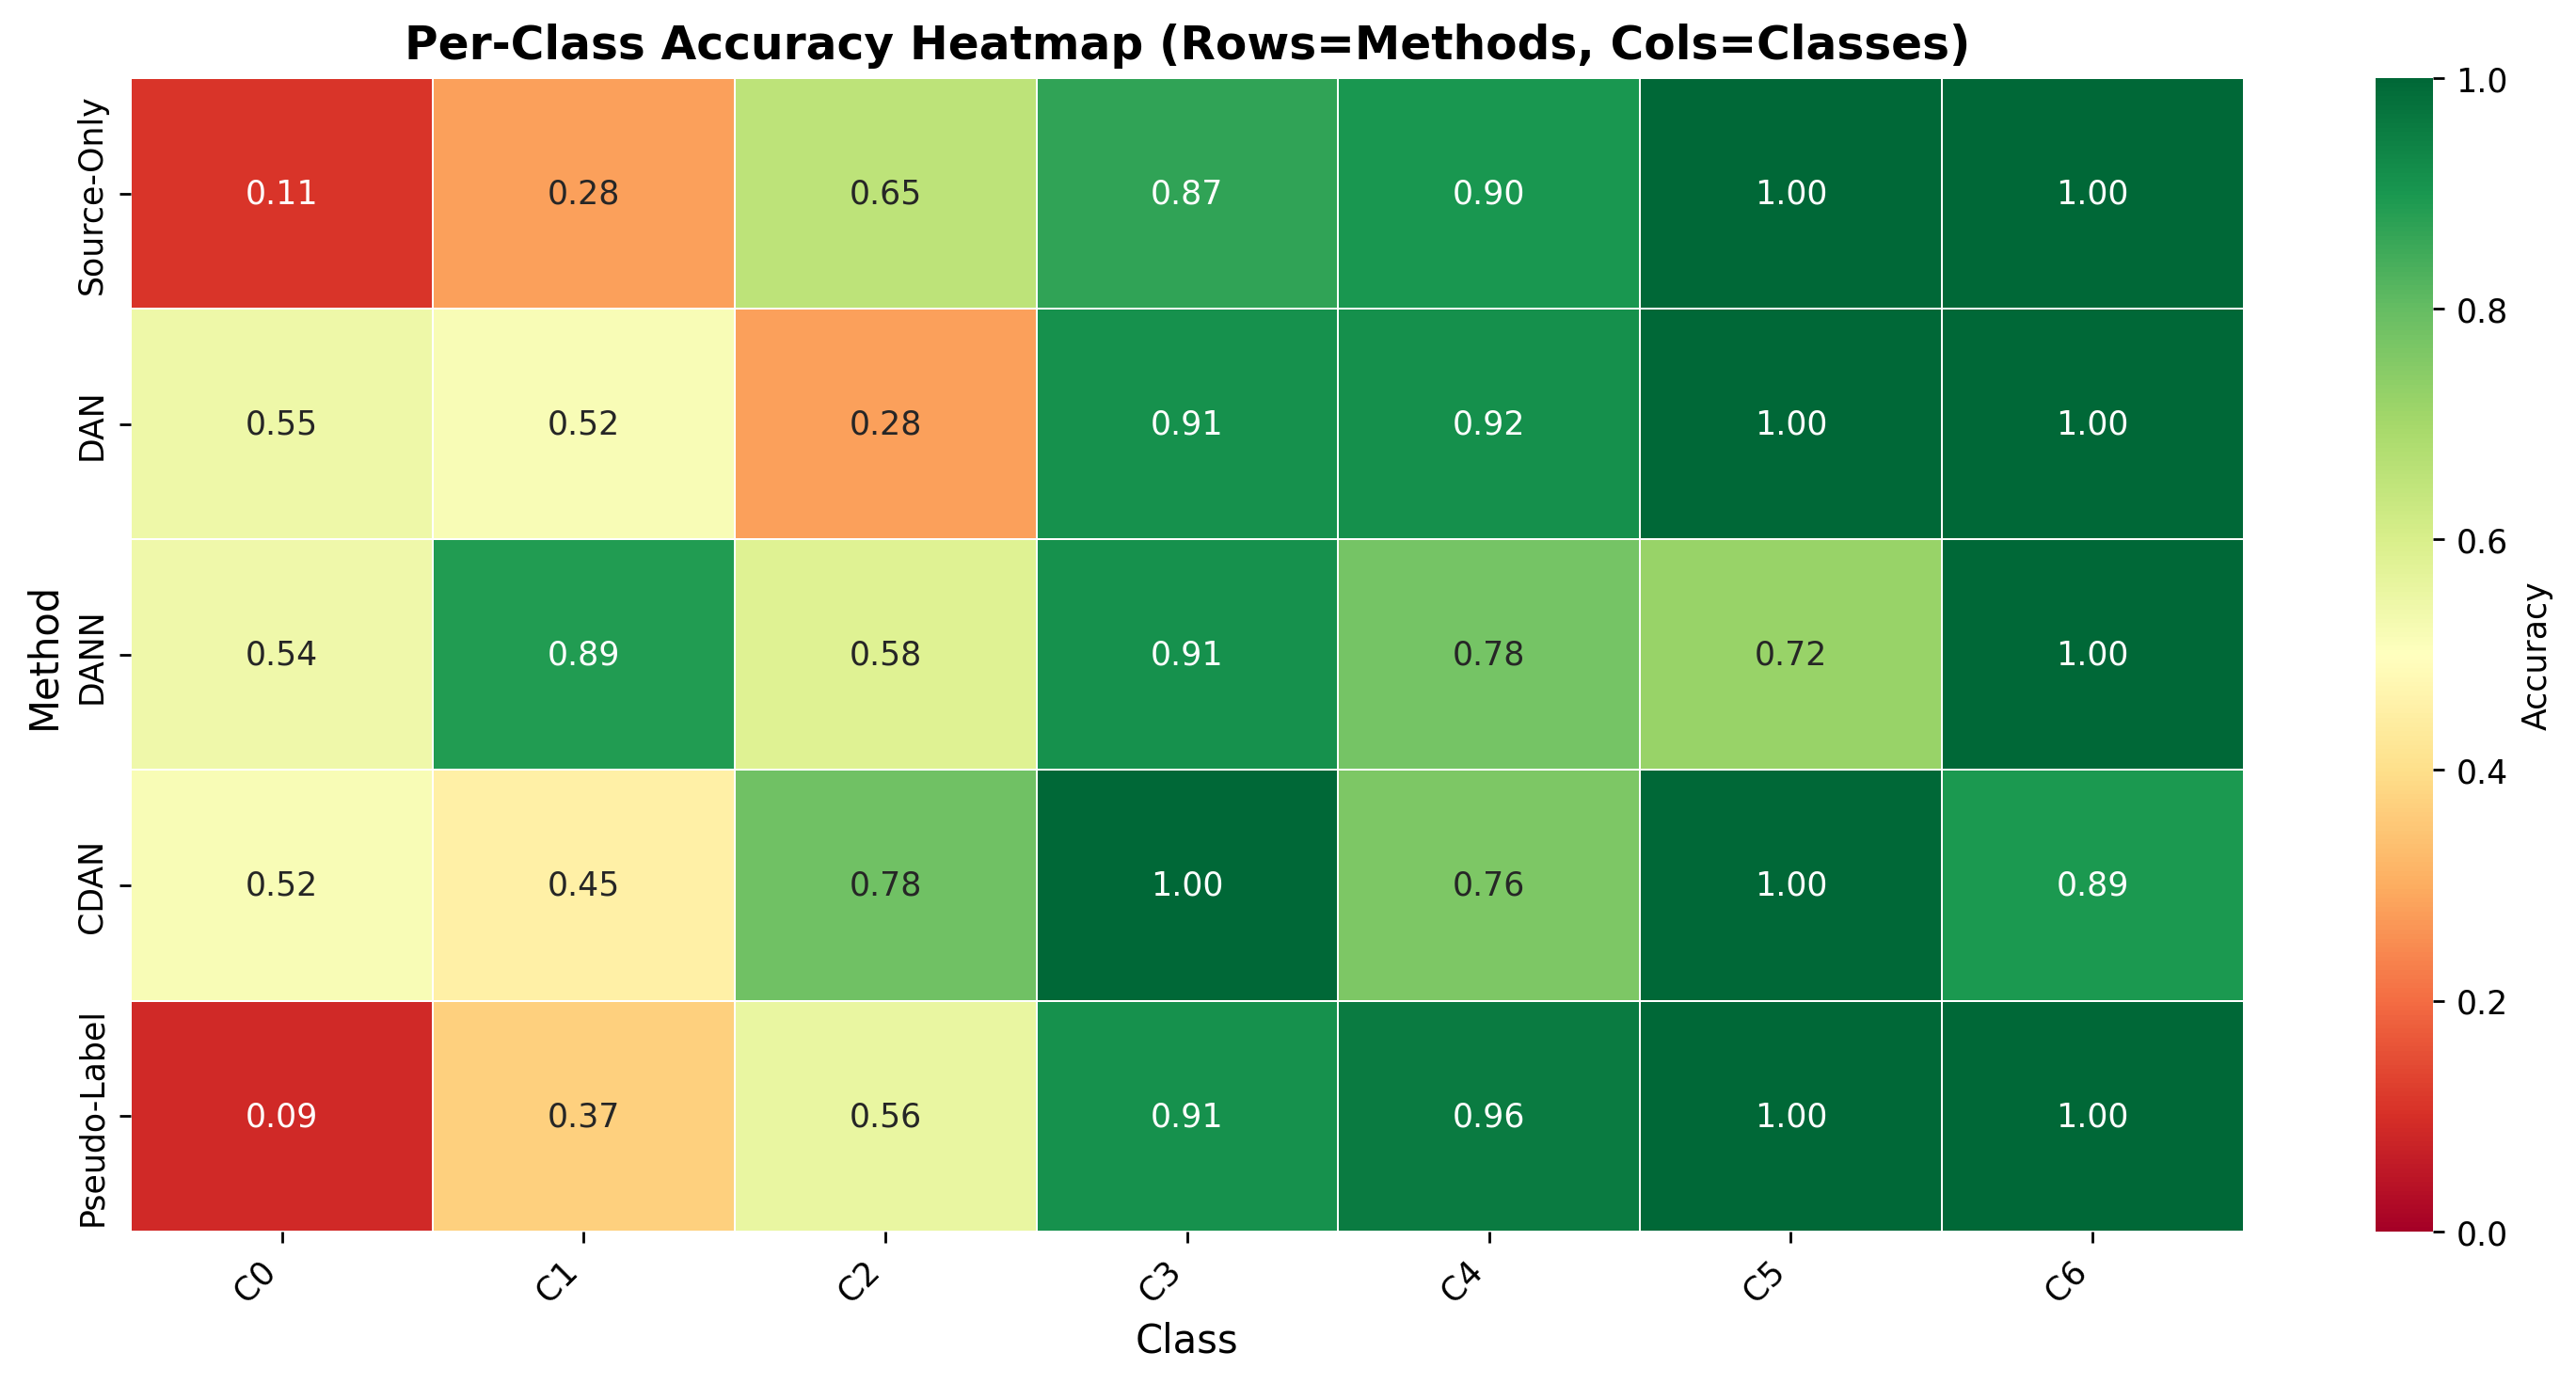 Per-Class Accuracy Heatmap (Rows=Methods, Cols=Classes)
Method
Source-Only
0.11 0.28 0.65 0.87 0.90 1.00 1.00
DAN
0.55 0.52 0.28 0.91 0.92 1.00 1.00
DANN
0.54 0.89 0.58 0.91 0.78 0.72 1.00
CDAN
0.52 0.45 0.78 1.00 0.76 1.00 0.89
Pseudo-Label
0.09 0.37 0.56 0.91 0.96 1.00 1.00
C0 C1 C2 C3 C4 C5 C6
Class
1.0
0.8
0.6
0.4
0.2
0.0
Accuracy